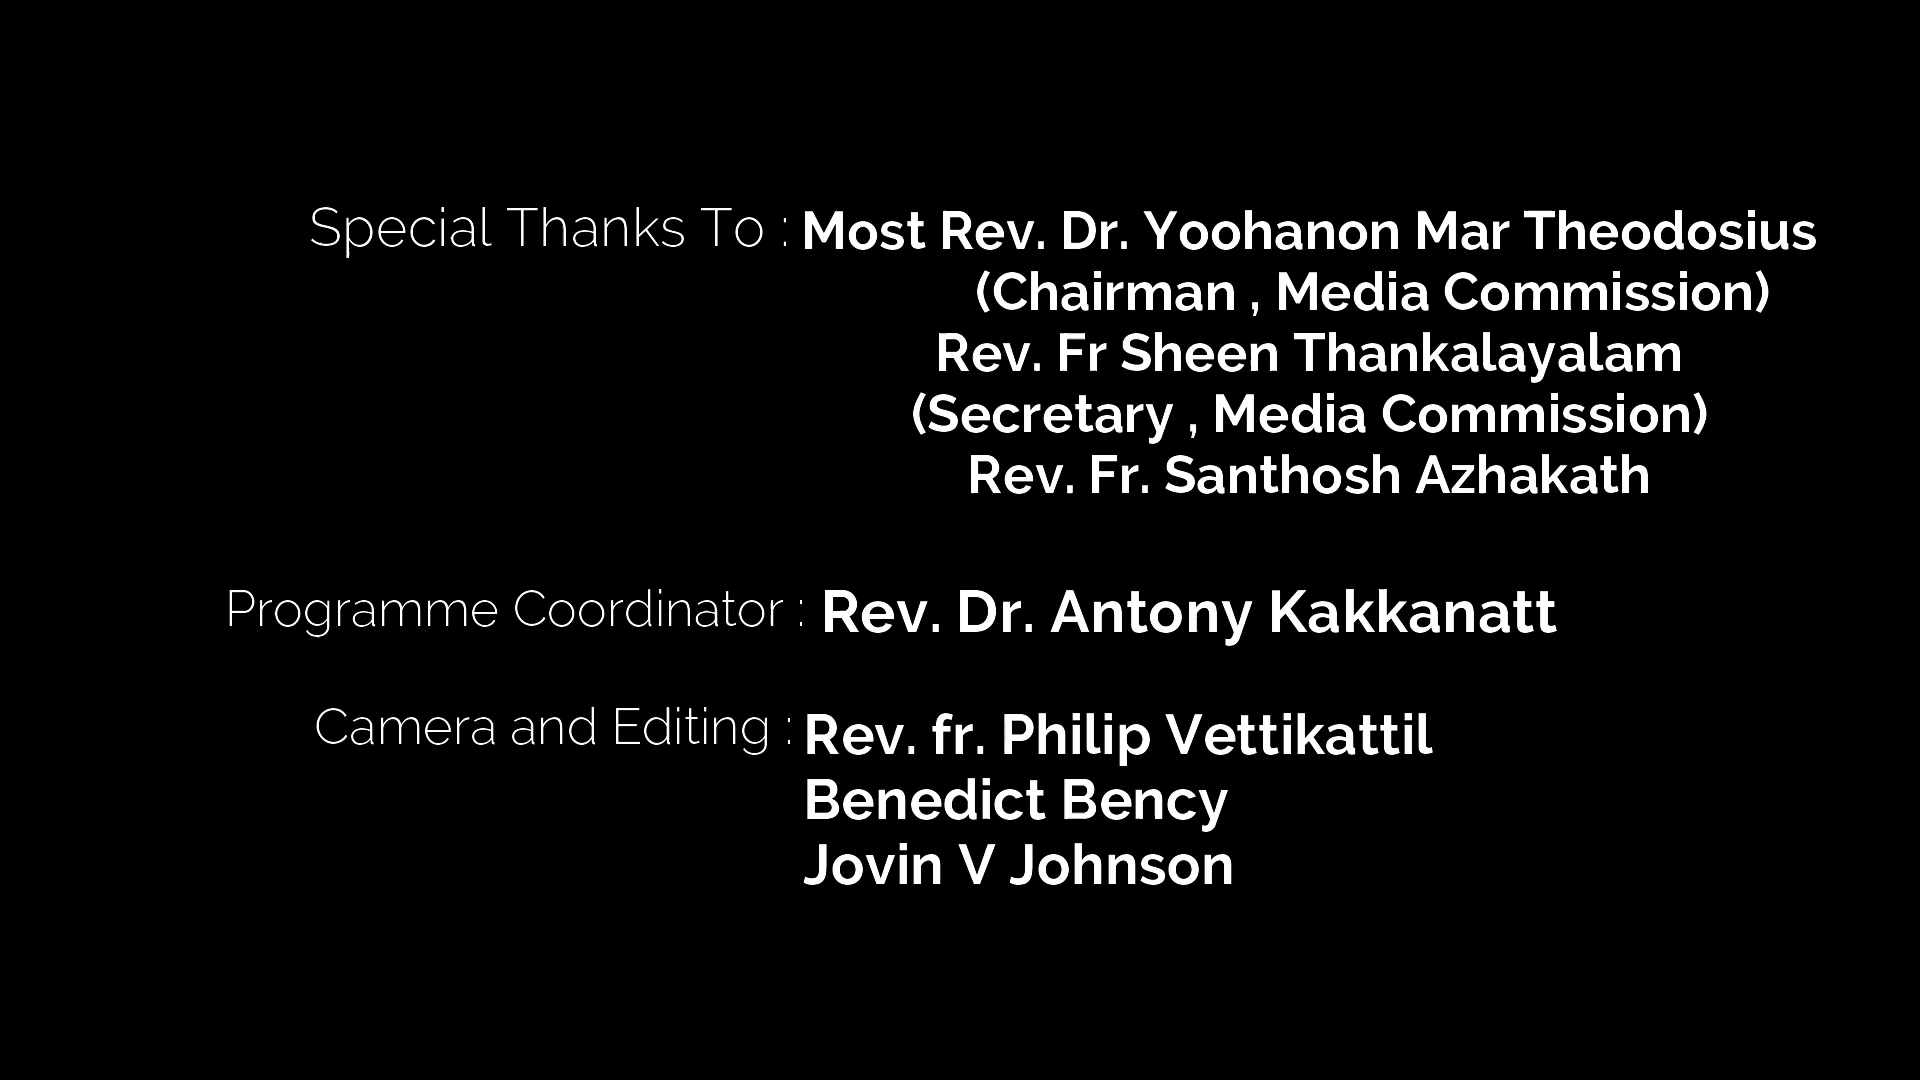 Special Thanks To : Most Rev. Dr. Yoohanon Mar Theodosius
(Chairman , Media Commission)
Rev. Fr Sheen Thankalayalam
(Secretary , Media Commission)
Rev. Fr. Santhosh Azhakath
Programme Coordinator : Rev. Dr. Antony Kakkanatt
Camera and Editing : Rev. fr. Philip Vettikattil
Benedict Bency
Jovin V Johnson